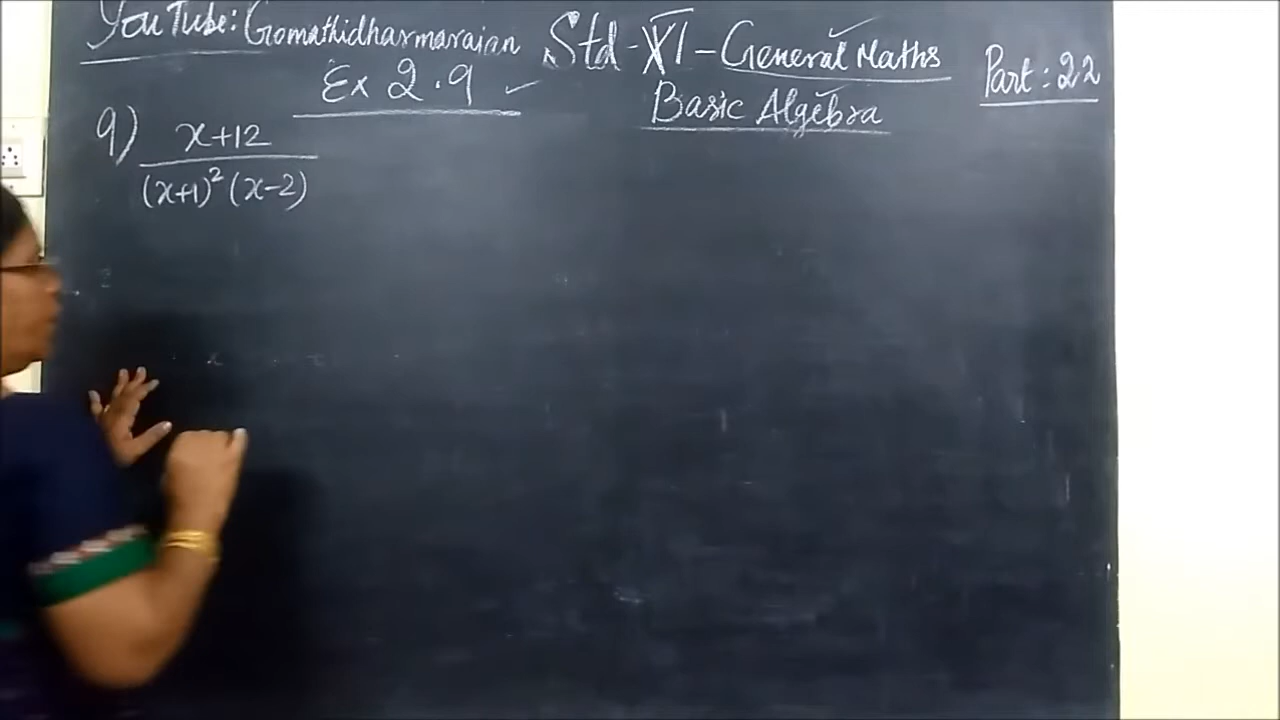 YouTube: Gomathidharmarajan
Std-XI-General Maths
Part: 22
Ex 2.9
Basic Algebra
9) x+12
(x+1)² (x-2)